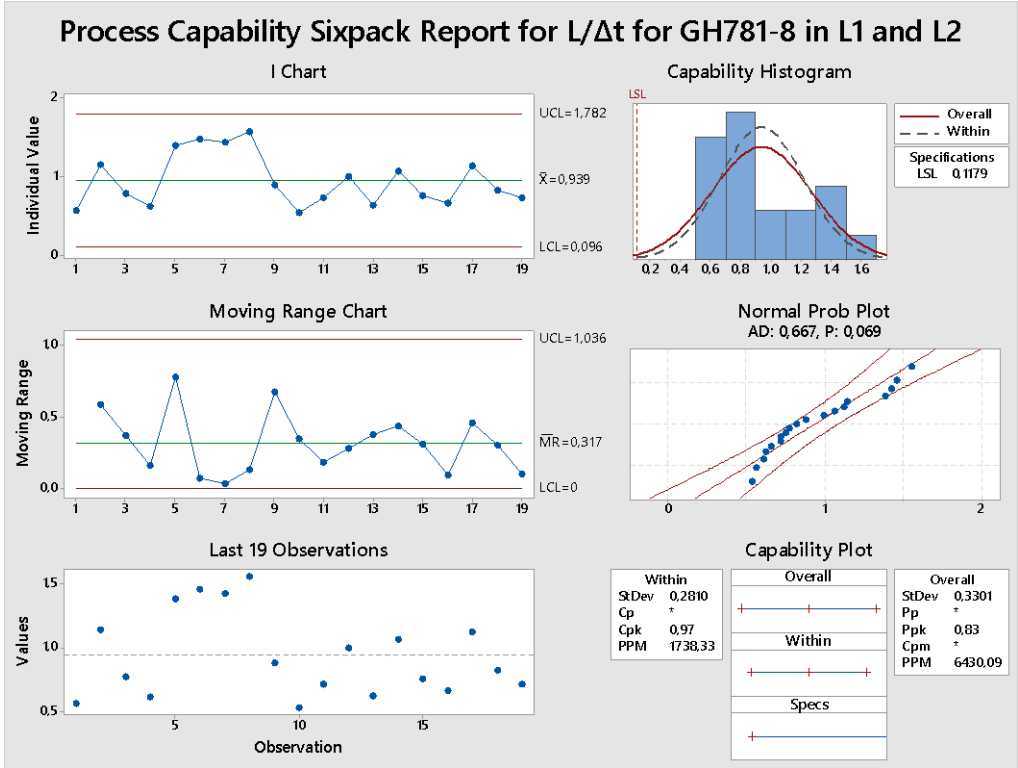 Process Capability Sixpack Report for L/Δt for GH781-8 in L1 and L2
I Chart
Individual Value
2
1
0
UCL=1,782
X̄=0,939
LCL=0,096
1 3 5 7 9 11 13 15 17 19
Capability Histogram
LSL
0,2 0,4 0,6 0,8 1,0 1,2 1,4 1,6
Overall
Within
Specifications
LSL 0,1179
Moving Range Chart
Moving Range
1,0
0,5
0,0
UCL=1,036
M̅R̅=0,317
LCL=0
1 3 5 7 9 11 13 15 17 19
Normal Prob Plot
AD: 0,667, P: 0,069
0 1 2
Last 19 Observations
Values
1,5
1,0
0,5
5 10 15
Observation
Capability Plot
Within
StDev 0,2810
Cp *
Cpk 0,97
PPM 1738,33
Overall
Within
Specs
Overall
StDev 0,3301
Pp *
Ppk 0,83
Cpm *
PPM 6430,09